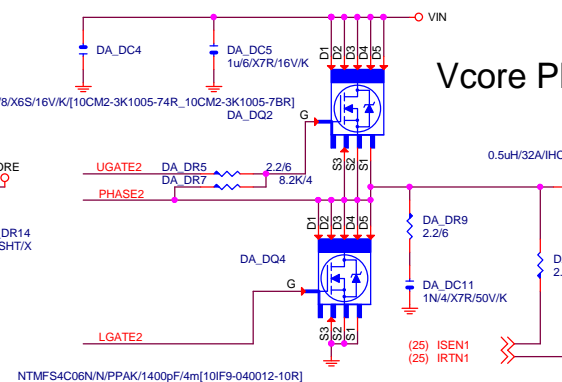 VIN
DA_DC4
DA_DC5
1u/6/X7R/16V/K
D1
D2
D3
D4
D5
Vcore
/8/X6S/16V/K/[10CM2-3K1005-74R_10CM2-3K1005-7BR]
DA_DQ2
G
S3
S2
S1
0.5uH/32A/IHC
UGATE2
DA_DR5
2.2/6
DA_DR7
8.2K/4
PHASE2
DR14
SHT/X
D1
D2
D3
D4
D5
DA_DR9
2.2/6
DA_DQ4
G
DA_DC11
1N/4/X7R/50V/K
D
2.
LGATE2
S3
S2
S1
(25) ISEN1
(25) IRTN1
NTMFS4C06N/N/PPAK/1400pF/4m[10IF9-040012-10R]